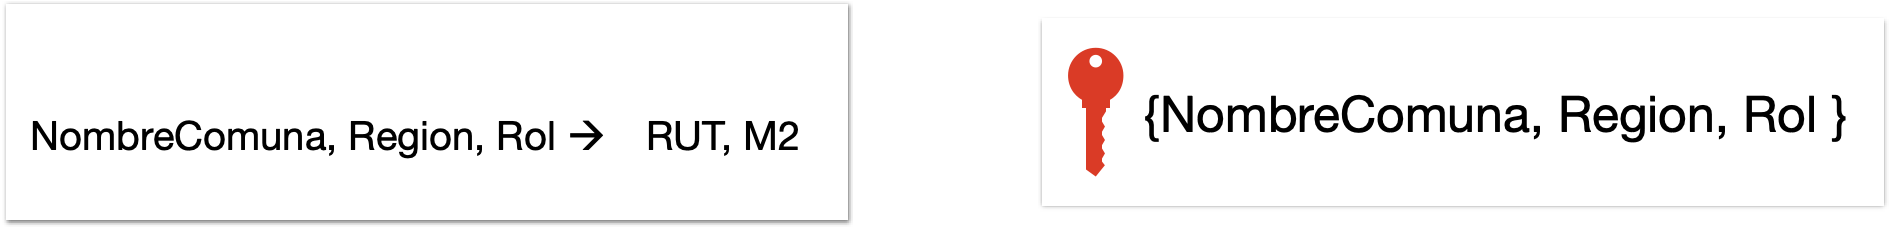 NombreComuna, Region, Rol → RUT, M2
{NombreComuna, Region, Rol }